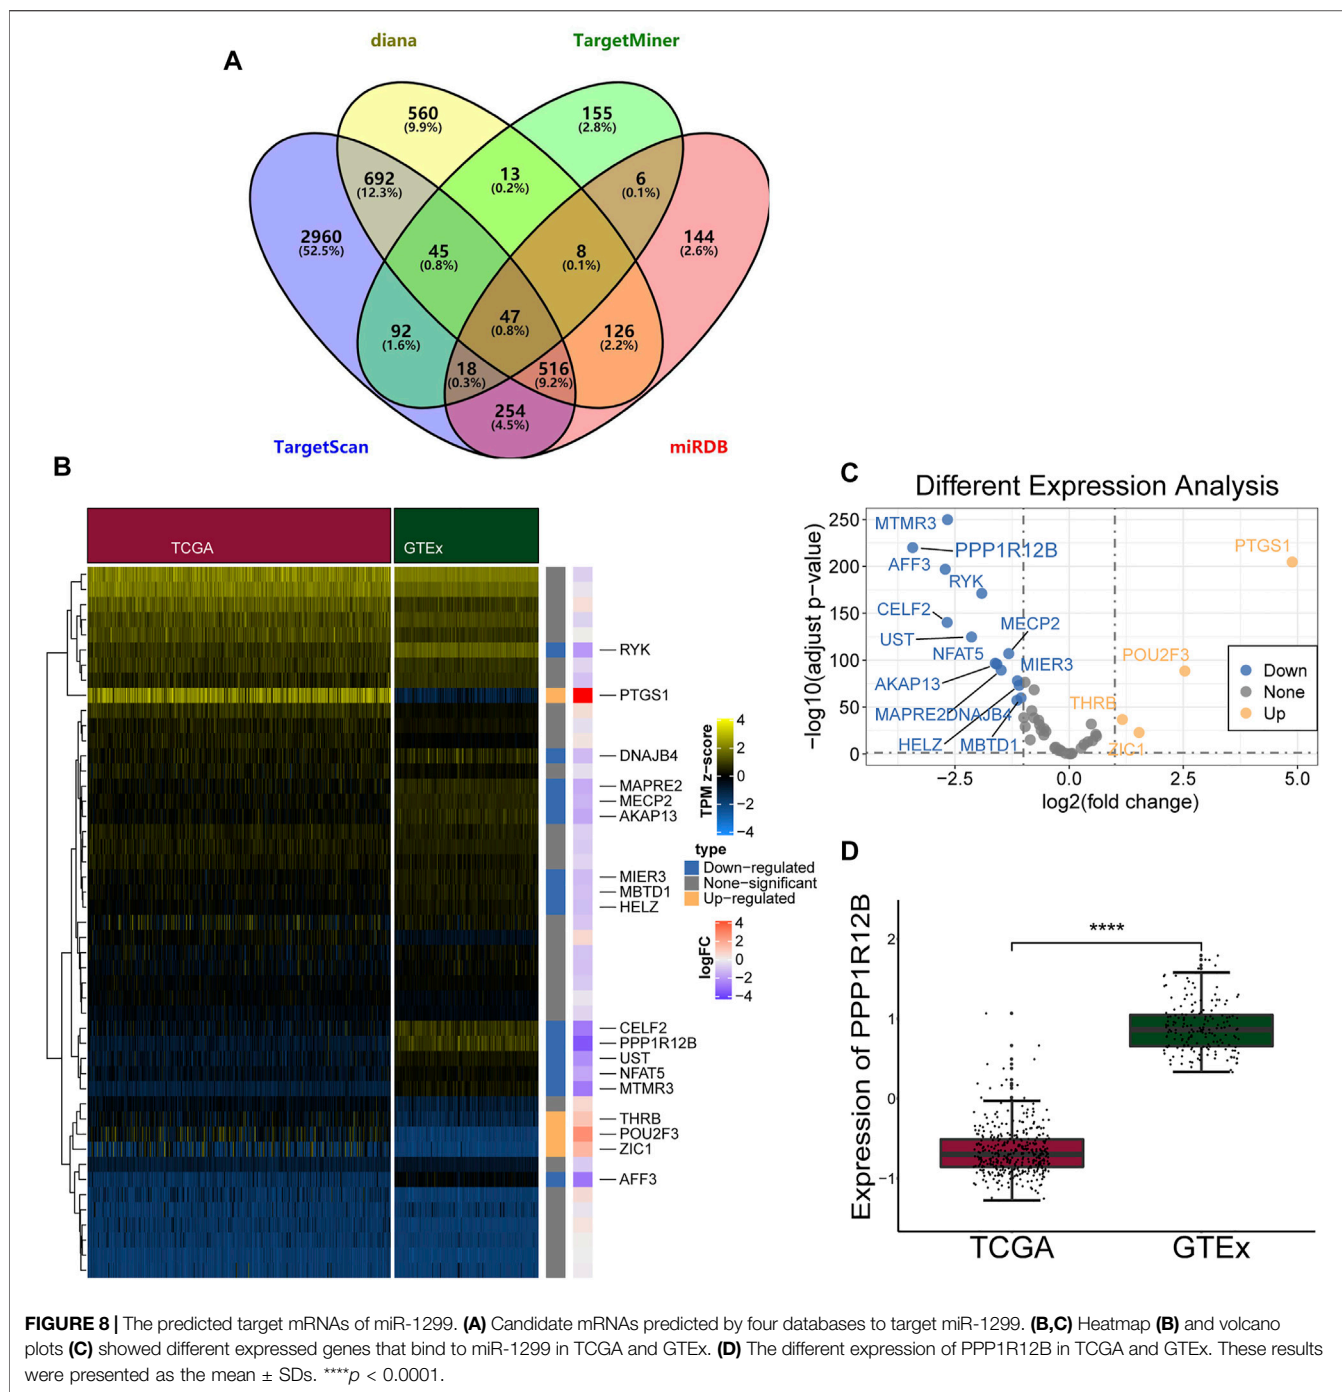 A
diana
TargetMiner
560
(9.9%)
155
(2.8%)
692
(12.3%)
13
(0.2%)
6
(0.1%)
2960
(52.5%)
45
(0.8%)
8
(0.1%)
144
(2.6%)
92
(1.6%)
47
(0.8%)
126
(2.2%)
18
(0.3%)
516
(9.2%)
254
(4.5%)
TargetScan
miRDB
B
TCGA
GTEx
RYK
PTGS1
DNAJB4
MAPRE2
MECP2
AKAP13
MIER3
MBTD1
HELZ
CELF2
PPP1R12B
UST
NFAT5
MTMR3
THRB
POU2F3
ZIC1
AFF3
TPM z−score
4
2
0
−2
−4
type
Down−regulated
None−significant
Up−regulated
logFC
4
2
0
−2
−4
C
Different Expression Analysis
−log10(adjust p−value)
250
200
150
100
50
0
MTMR3
PPP1R12B
AFF3
RYK
CELF2
UST
MECP2
NFAT5
MIER3
AKAP13
MAPRE2
DNAJB4
HELZ
MBTD1
PTGS1
POU2F3
THRB
ZIC1
Down
None
Up
−2.5
0.0
2.5
5.0
log2(fold change)
D
Expression of PPP1R12B
2
1
0
−1
****
TCGA
GTEx
FIGURE 8 | The predicted target mRNAs of miR-1299. (A) Candidate mRNAs predicted by four databases to target miR-1299. (B,C) Heatmap (B) and volcano
plots (C) showed different expressed genes that bind to miR-1299 in TCGA and GTEx. (D) The different expression of PPP1R12B in TCGA and GTEx. These results
were presented as the mean ± SDs. ****p < 0.0001.